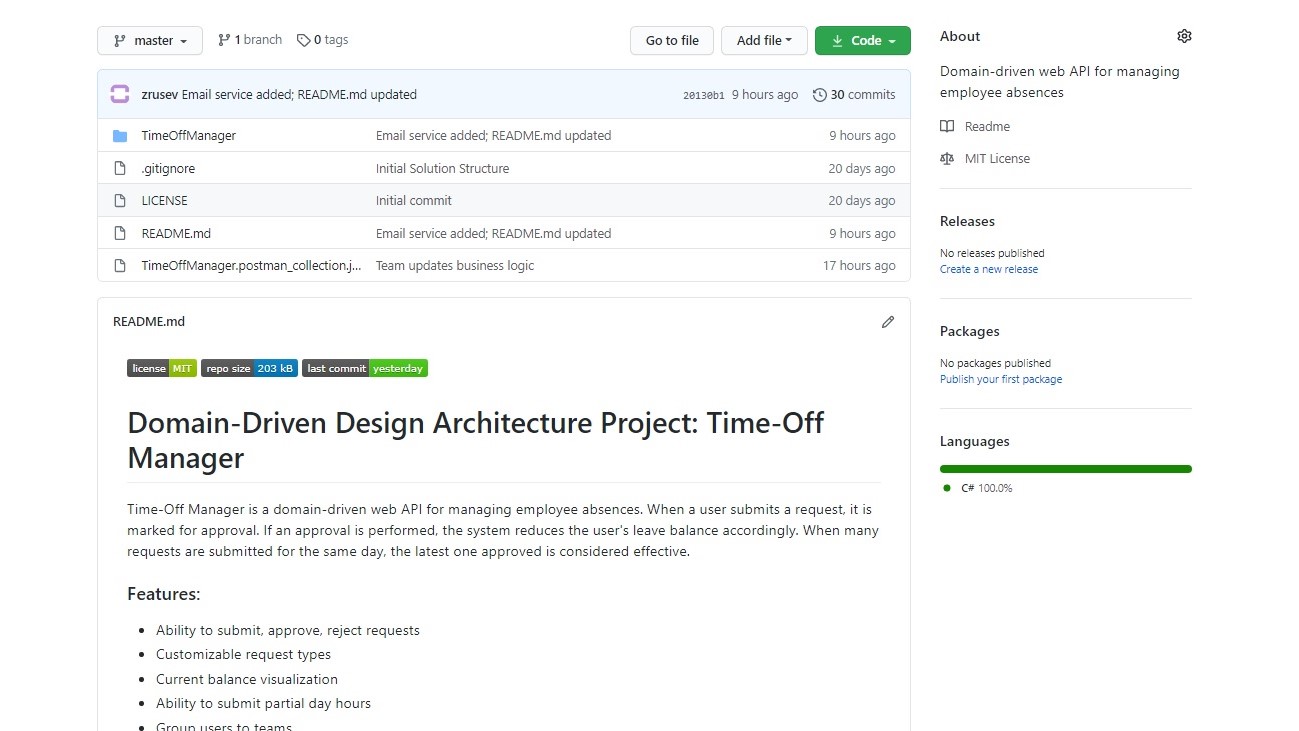 master
1 branch
0 tags
Go to file
Add file
Code
zrusev Email service added; README.md updated
20130b1 9 hours ago
30 commits
TimeOffManager Email service added; README.md updated 9 hours ago
.gitignore Initial Solution Structure 20 days ago
LICENSE Initial commit 20 days ago
README.md Email service added; README.md updated 9 hours ago
TimeOffManager.postman_collection.j... Team updates business logic 17 hours ago
README.md
license MIT repo size 203 kB last commit yesterday
Domain-Driven Design Architecture Project: Time-Off
Manager
Time-Off Manager is a domain-driven web API for managing employee absences. When a user submits a request, it is
marked for approval. If an approval is performed, the system reduces the user's leave balance accordingly. When many
requests are submitted for the same day, the latest one approved is considered effective.
Features:
Ability to submit, approve, reject requests
Customizable request types
Current balance visualization
Ability to submit partial day hours
Group users to teams
About
Domain-driven web API for managing
employee absences
Readme
MIT License
Releases
No releases published
Create a new release
Packages
No packages published
Publish your first package
Languages
C# 100.0%